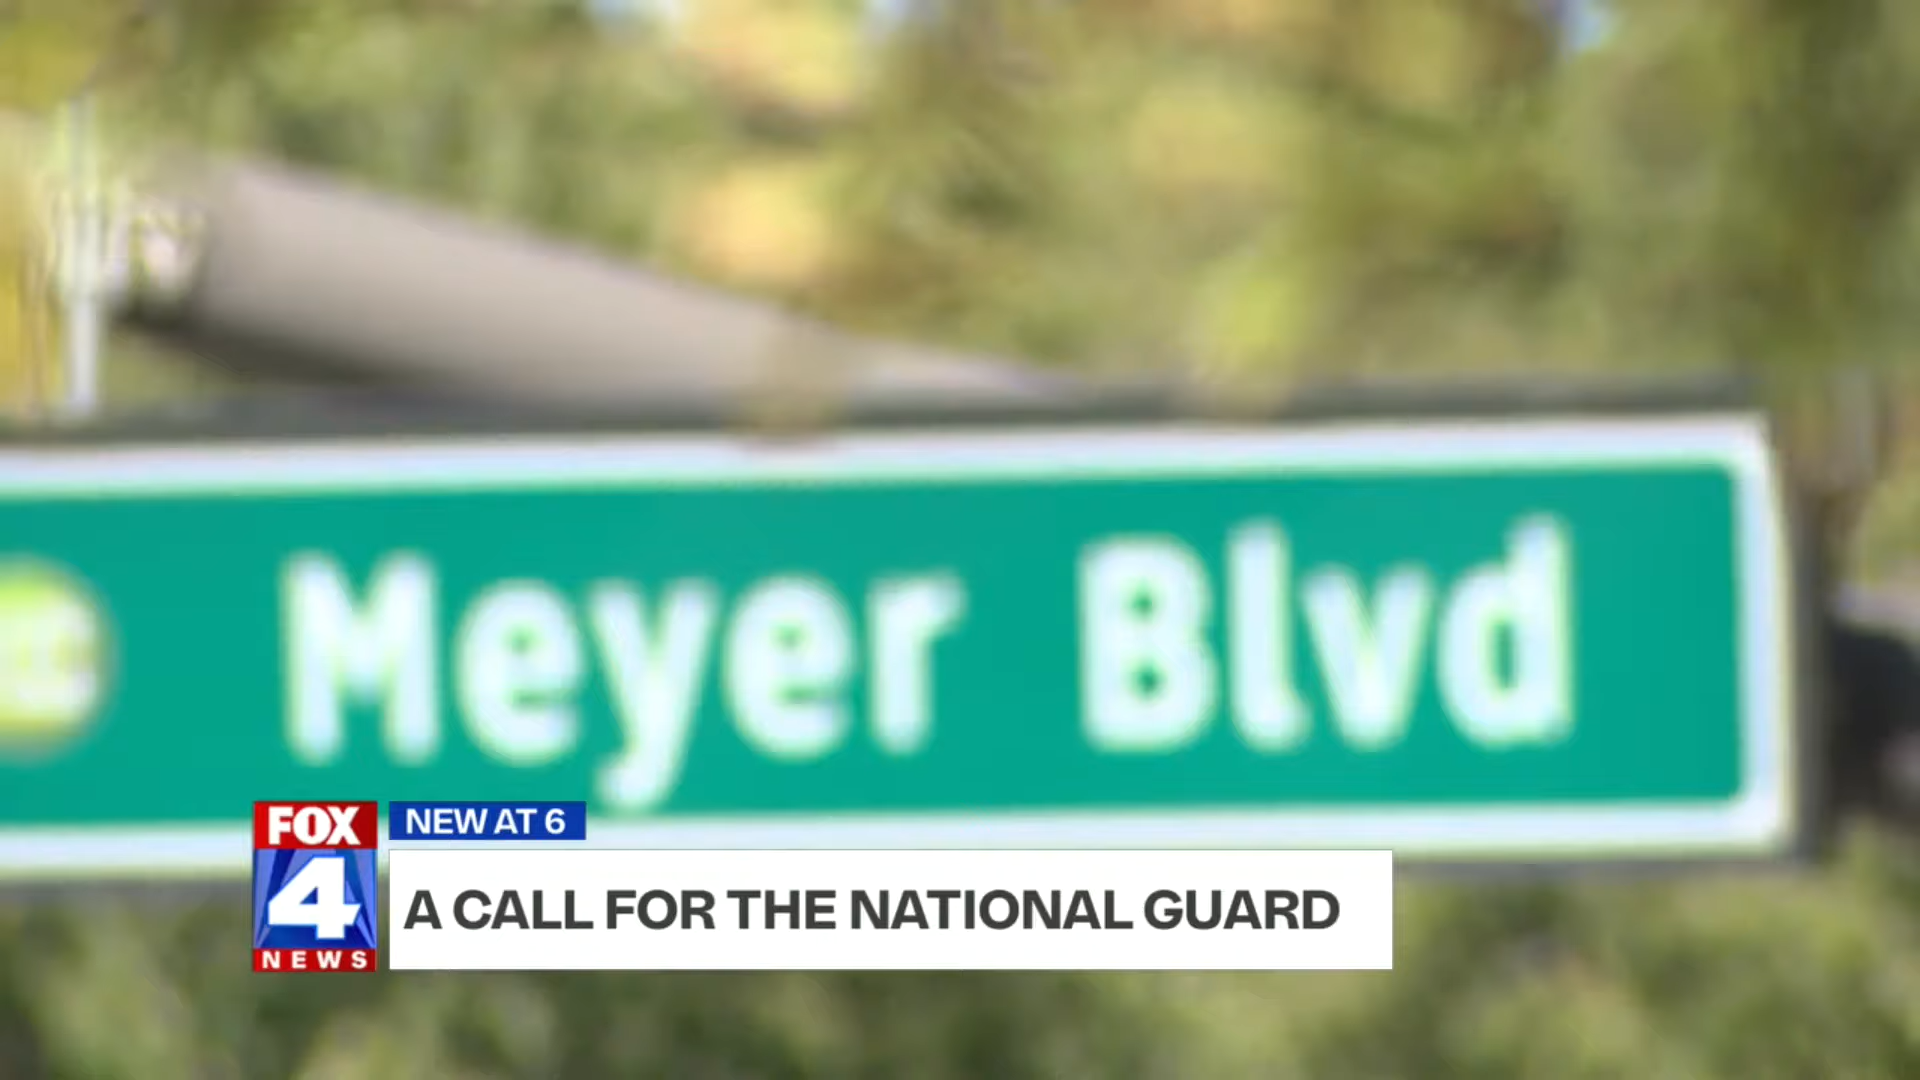 Meyer Blvd
FOX
4
NEWS
NEW AT 6
A CALL FOR THE NATIONAL GUARD